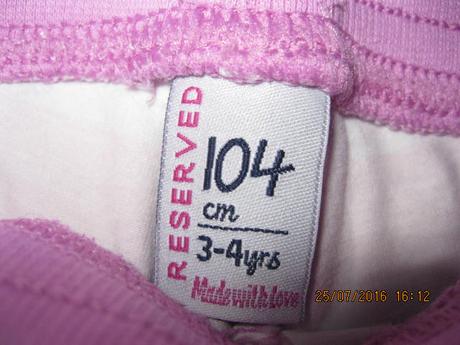 RESERVED
104
cm
3-4yrs
Made with Love
25/07/2016 16:12